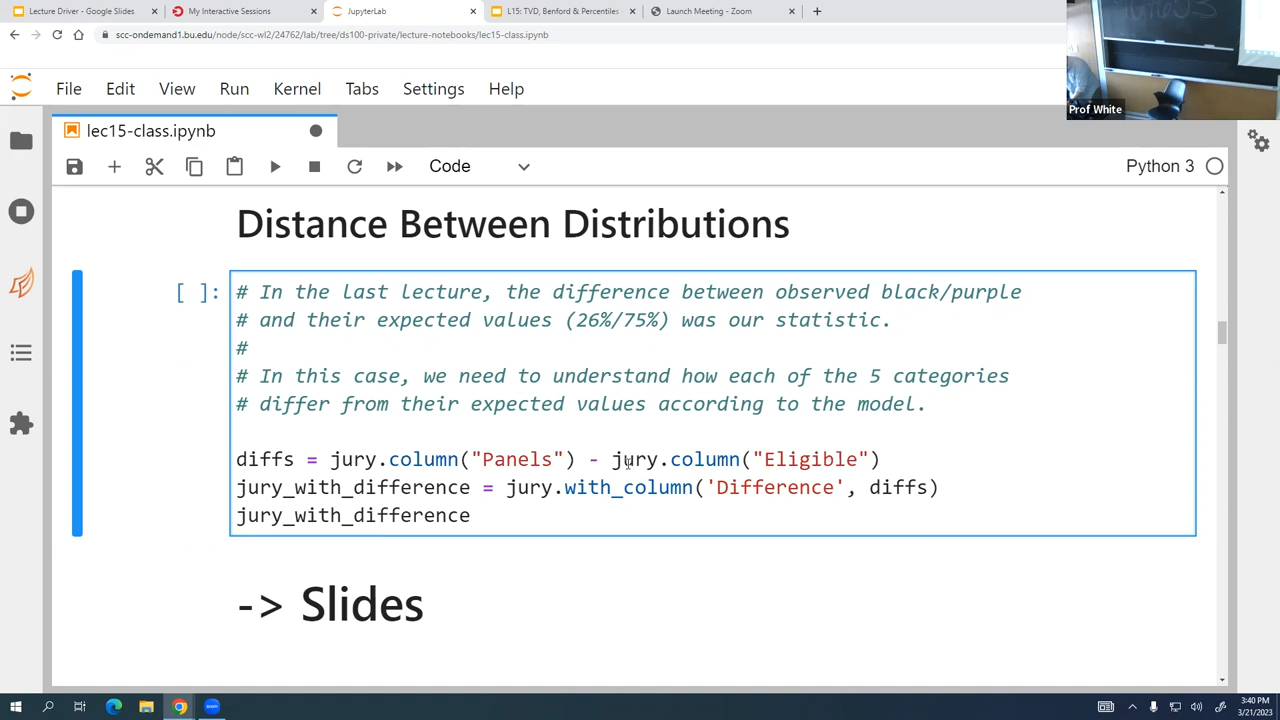 Lecture Driver - Google Slides
My Interactive Sessions
JupyterLab
L15: TVD, Benford & Percentiles
Launch Meeting - Zoom
scc-ondemand1.bu.edu/node/scc-wl2/24762/lab/tree/ds100-private/lecture-notebooks/lec15-class.ipynb
Prof White
File Edit View Run Kernel Tabs Settings Help
lec15-class.ipynb
Code
Python 3
Distance Between Distributions
[ ]: # In the last lecture, the difference between observed black/purple
# and their expected values (26%/75%) was our statistic.
#
# In this case, we need to understand how each of the 5 categories
# differ from their expected values according to the model.
diffs = jury.column("Panels") - jury.column("Eligible")
jury_with_difference = jury.with_column('Difference', diffs)
jury_with_difference
-> Slides
3:40 PM
3/21/2023